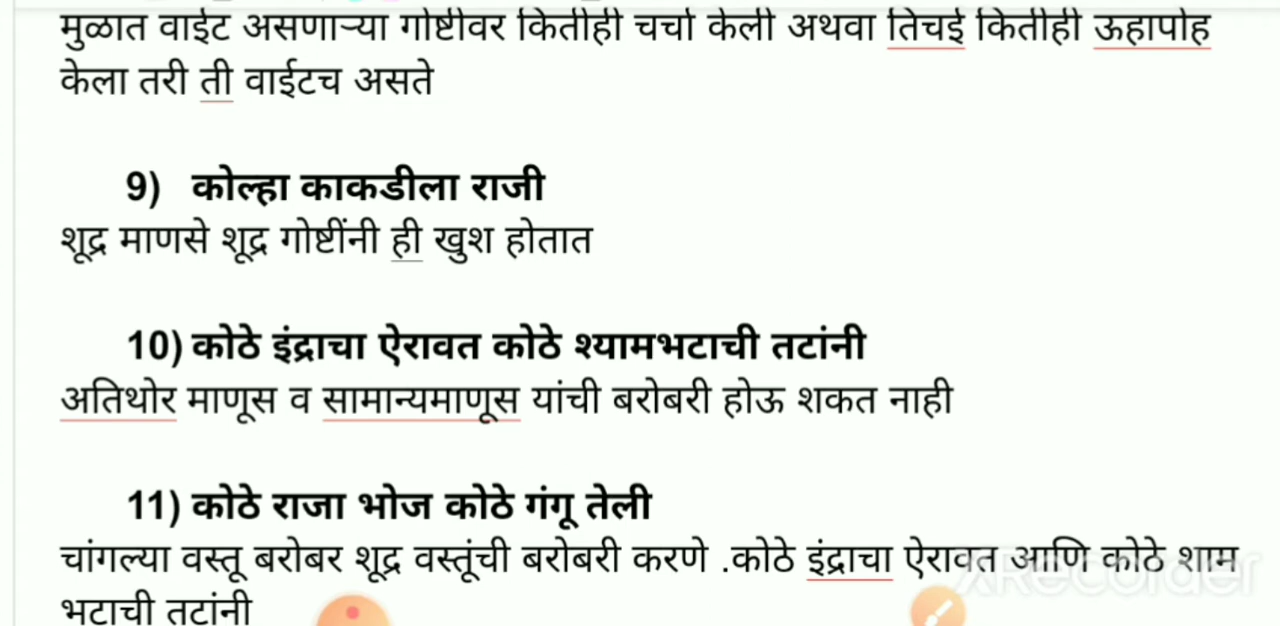 मुळात वाईट असणाऱ्या गोष्टीवर कितीही चर्चा केली अथवा तिचई कितीही ऊहापोह
केला तरी ती वाईटच असते
9) कोल्हा काकडीला राजी
शूद्र माणसे शूद्र गोष्टींनी ही खुश होतात
10) कोठे इंद्राचा ऐरावत कोठे श्यामभटाची तटांनी
अतिथोर माणूस व सामान्यमाणूस यांची बरोबरी होऊ शकत नाही
11) कोठे राजा भोज कोठे गंगू तेली
चांगल्या वस्तू बरोबर शूद्र वस्तूंची बरोबरी करणे .कोठे इंद्राचा ऐरावत आणि कोठे शाम
XRecorder
भटाची तटांनी